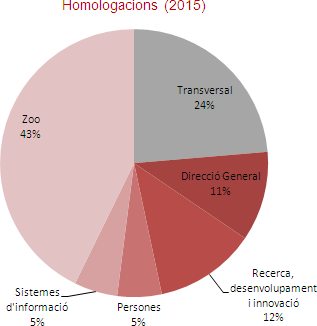 Homologacions (2015)
Transversal
24%
Zoo
43%
Direcció General
11%
Recerca,
desenvolupament
i innovació
12%
Sistemes
d'informació
5%
Persones
5%